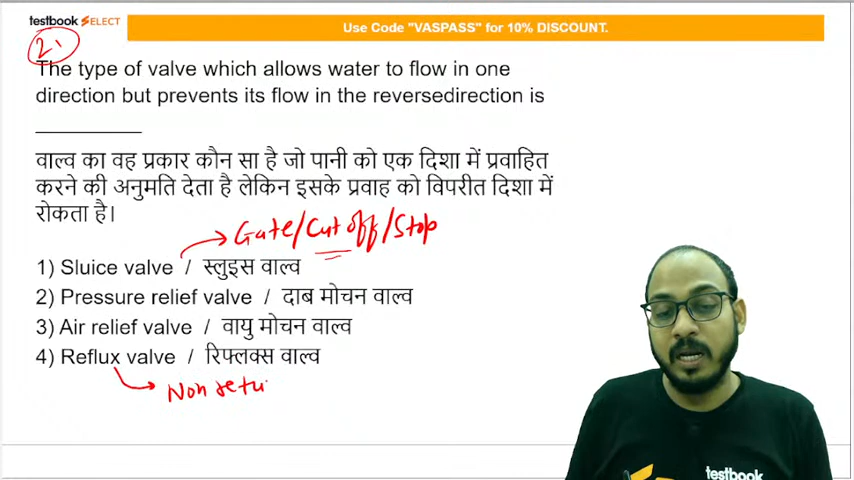 testbook SELECT
Use Code "VASPASS" for 10% DISCOUNT.
21
The type of valve which allows water to flow in one
direction but prevents its flow in the reversedirection is
वाल्व का वह प्रकार कौन सा है जो पानी को एक दिशा में प्रवाहित
करने की अनुमति देता है लेकिन इसके प्रवाह को विपरीत दिशा में
रोकता है।
Gate/Cut off/Stop
1) Sluice valve / स्लुइस वाल्व
2) Pressure relief valve / दाब मोचन वाल्व
3) Air relief valve / वायु मोचन वाल्व
4) Reflux valve / रिफ्लक्स वाल्व
Non retu
testbook